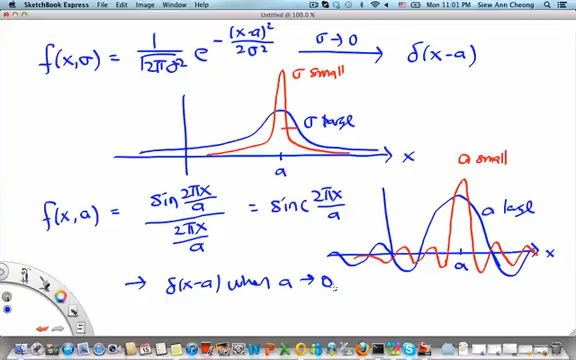 SketchBook Express File Edit Image Window Help Mon 11:01 PM Siew Ann Cheong
Untitled @ 100.0 %
f(x,σ) = 1/√2πσ² e^-(x-a)²/2σ² σ→0 δ(x-a)
σ small
σ large
a x
f(x,a) = sin 2πx/a / 2πx/a = sinc 2πx/a
a small
a large
a x
→ δ(x-a) when a → 0